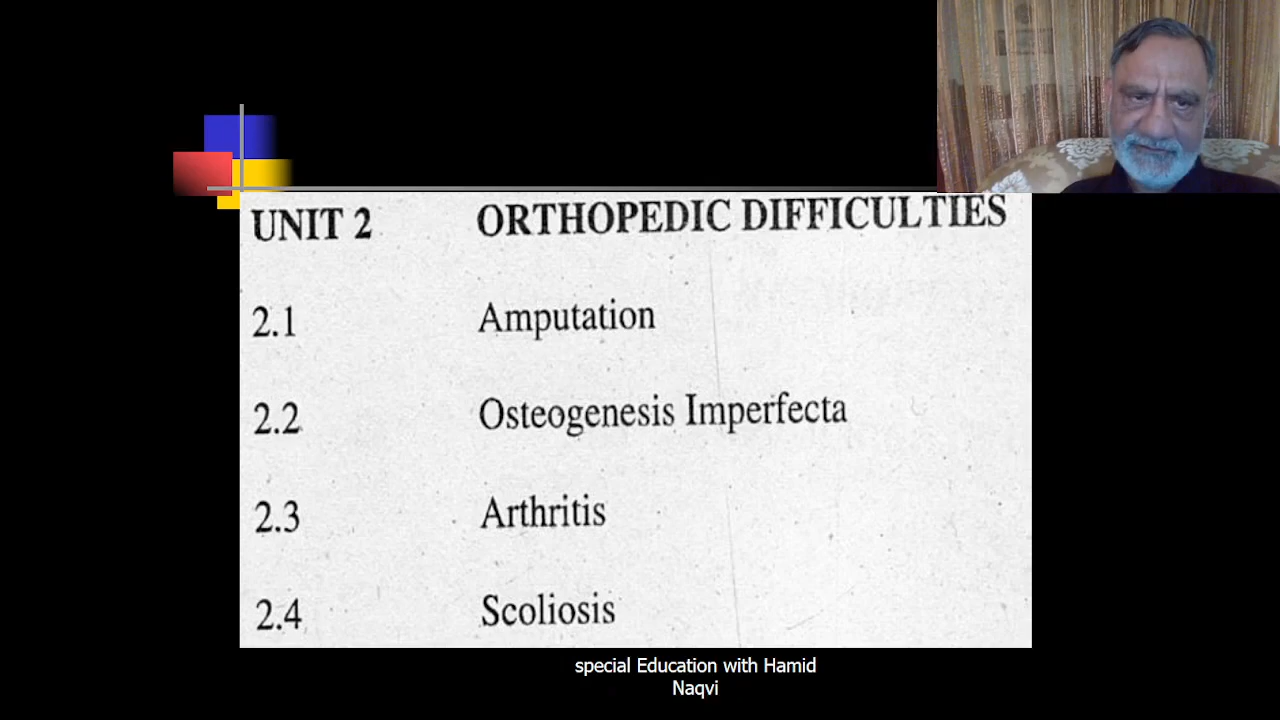 UNIT 2 ORTHOPEDIC DIFFICULTIES
2.1 Amputation
2.2 Osteogenesis Imperfecta
2.3 Arthritis
2.4 Scoliosis
special Education with Hamid
Naqvi